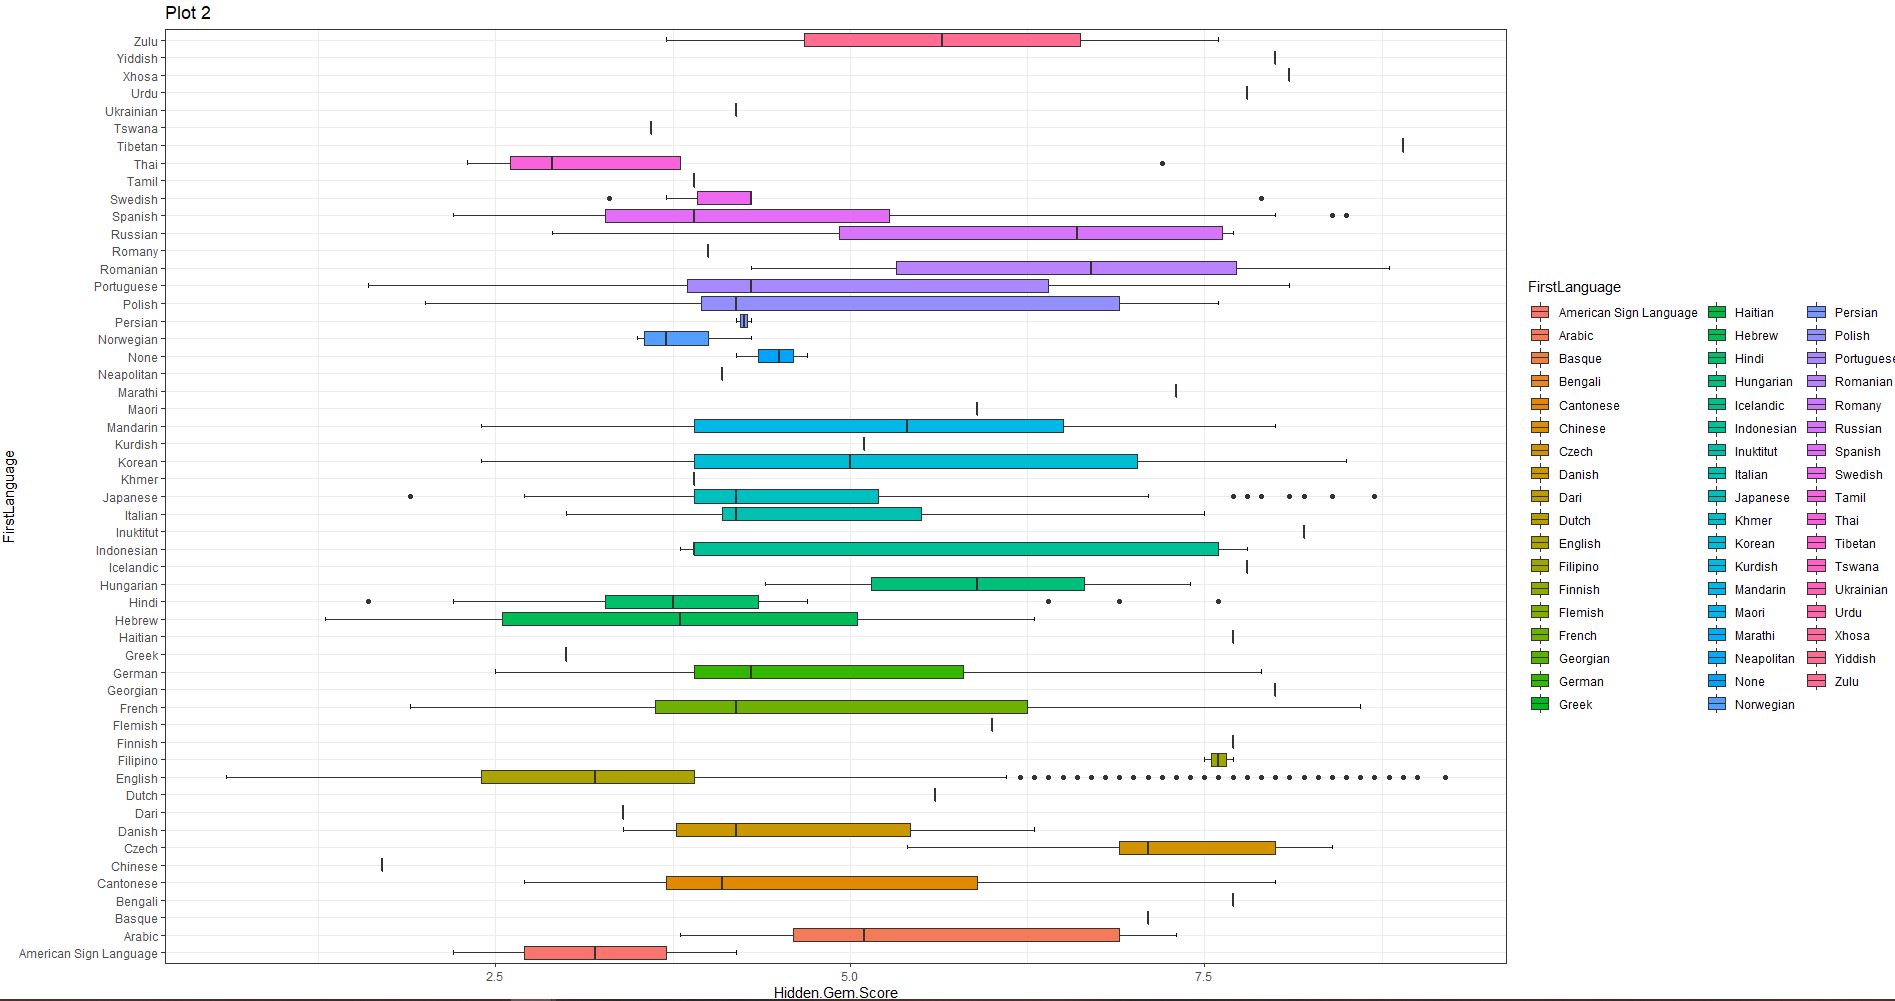 Plot 2
Zulu
Yiddish
Xhosa
Urdu
Ukrainian
Tswana
Tibetan
Thai
Tamil
Swedish
Spanish
Russian
Romany
Romanian
Portuguese
Polish
Persian
Norwegian
None
Neapolitan
Marathi
Maori
Mandarin
Kurdish
Korean
Khmer
Japanese
Italian
Inuktitut
Indonesian
Icelandic
Hungarian
Hindi
Hebrew
Haitian
Greek
German
Georgian
French
Flemish
Finnish
Filipino
English
Dutch
Dari
Danish
Czech
Chinese
Cantonese
Bengali
Basque
Arabic
American Sign Language
FirstLanguage
2.5 5.0 7.5
Hidden.Gem.Score
FirstLanguage
American Sign Language
Arabic
Basque
Bengali
Cantonese
Chinese
Czech
Danish
Dari
Dutch
English
Filipino
Finnish
Flemish
French
Georgian
German
Greek
Haitian
Hebrew
Hindi
Hungarian
Icelandic
Indonesian
Inuktitut
Italian
Japanese
Khmer
Korean
Kurdish
Mandarin
Maori
Marathi
Neapolitan
None
Norwegian
Persian
Polish
Portuguese
Romanian
Romany
Russian
Spanish
Swedish
Tamil
Thai
Tibetan
Tswana
Ukrainian
Urdu
Xhosa
Yiddish
Zulu